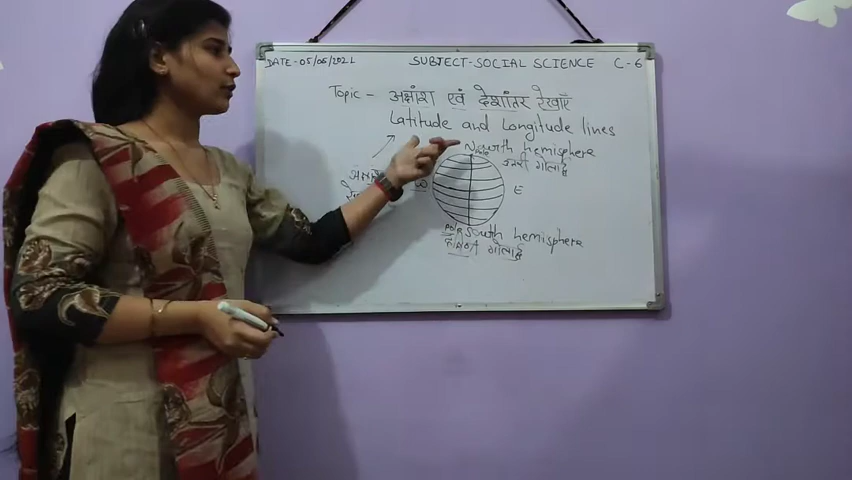 DATE-05/05/2021 SUBJECT-SOCIAL SCIENCE C-6
Topic - अक्षांश एवं देशांतर रेखाएँ
Latitude and Longitude lines
North hemisphere
उत्तरी गोलार्द्ध
E
South hemisphere
गोलार्द्ध